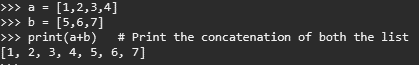 >>> a = [1,2,3,4]
>>> b = [5,6,7]
>>> print(a+b)   # Print the concatenation of both the list
[1, 2, 3, 4, 5, 6, 7]